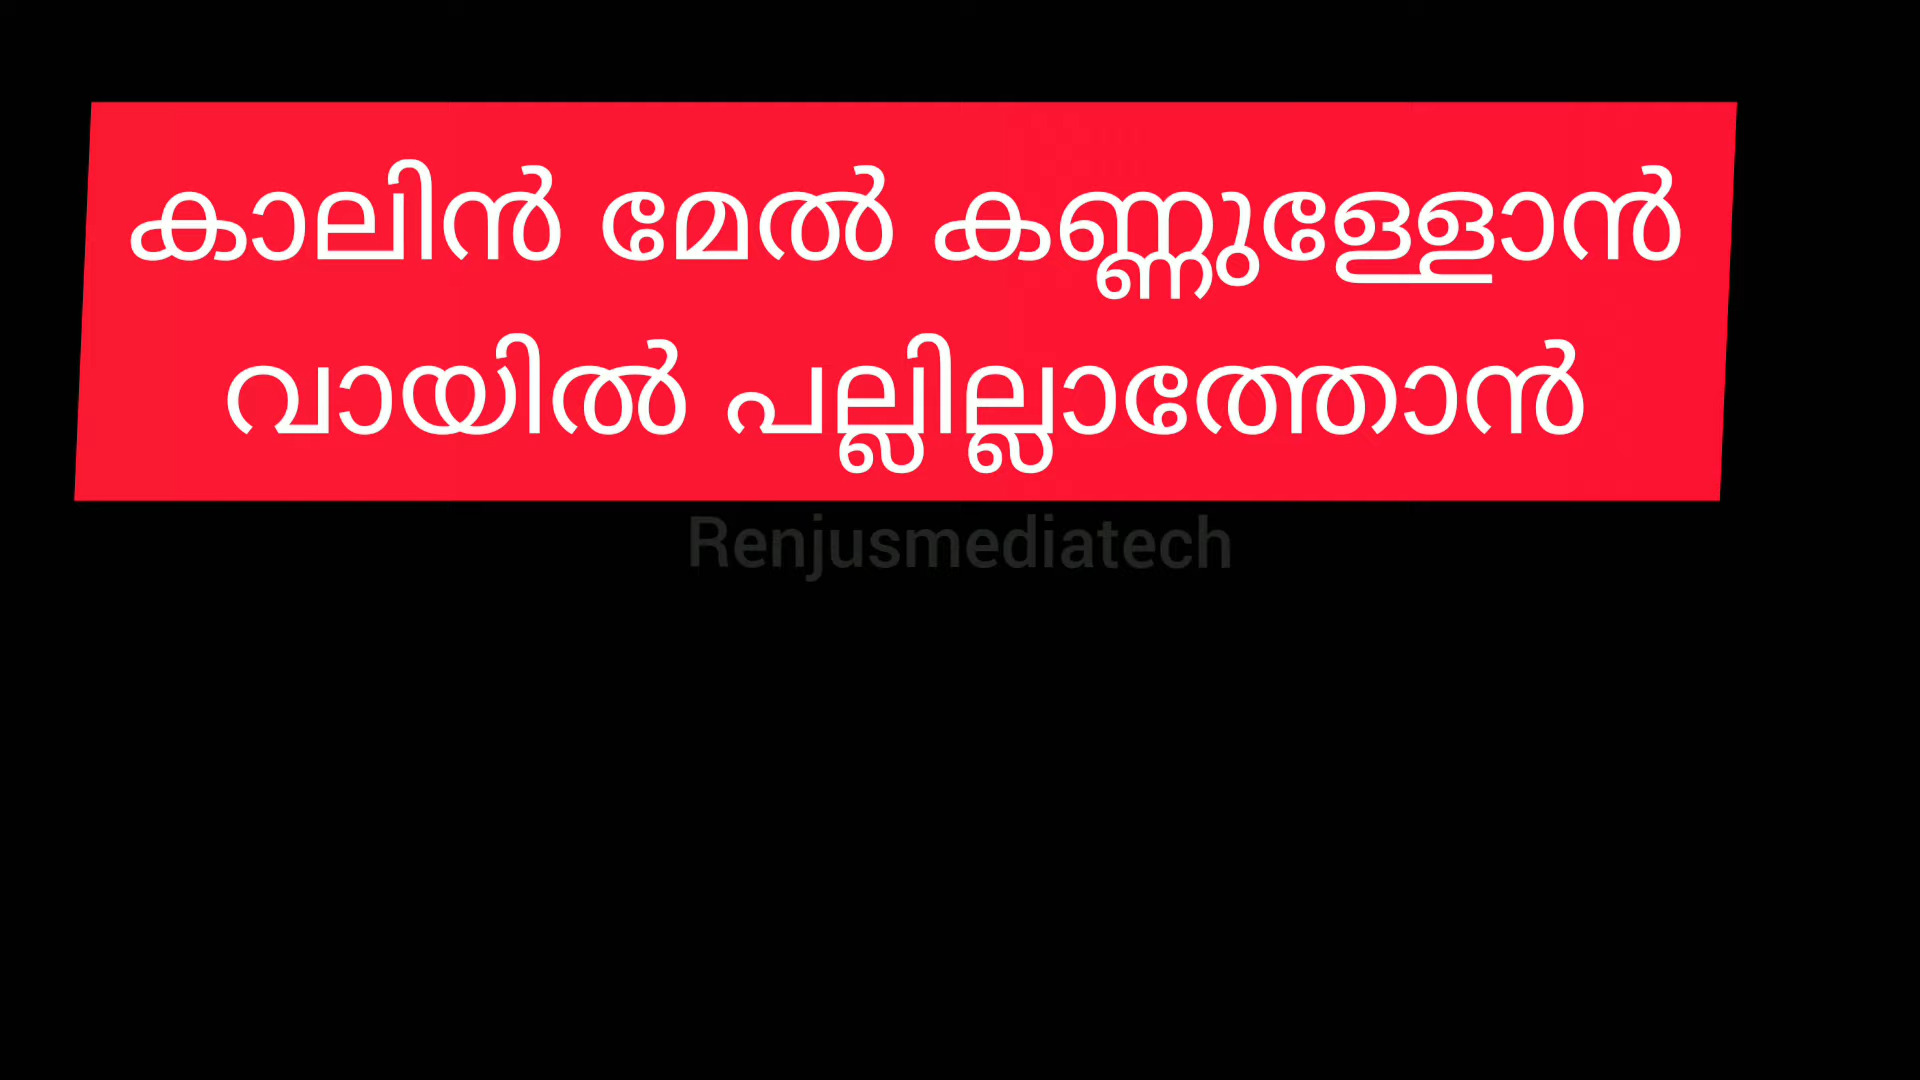 കാലിൻ മേൽ കണ്ണുള്ളോൻ
വായിൽ പല്ലില്ലാത്തോൻ
Renjusmediatech